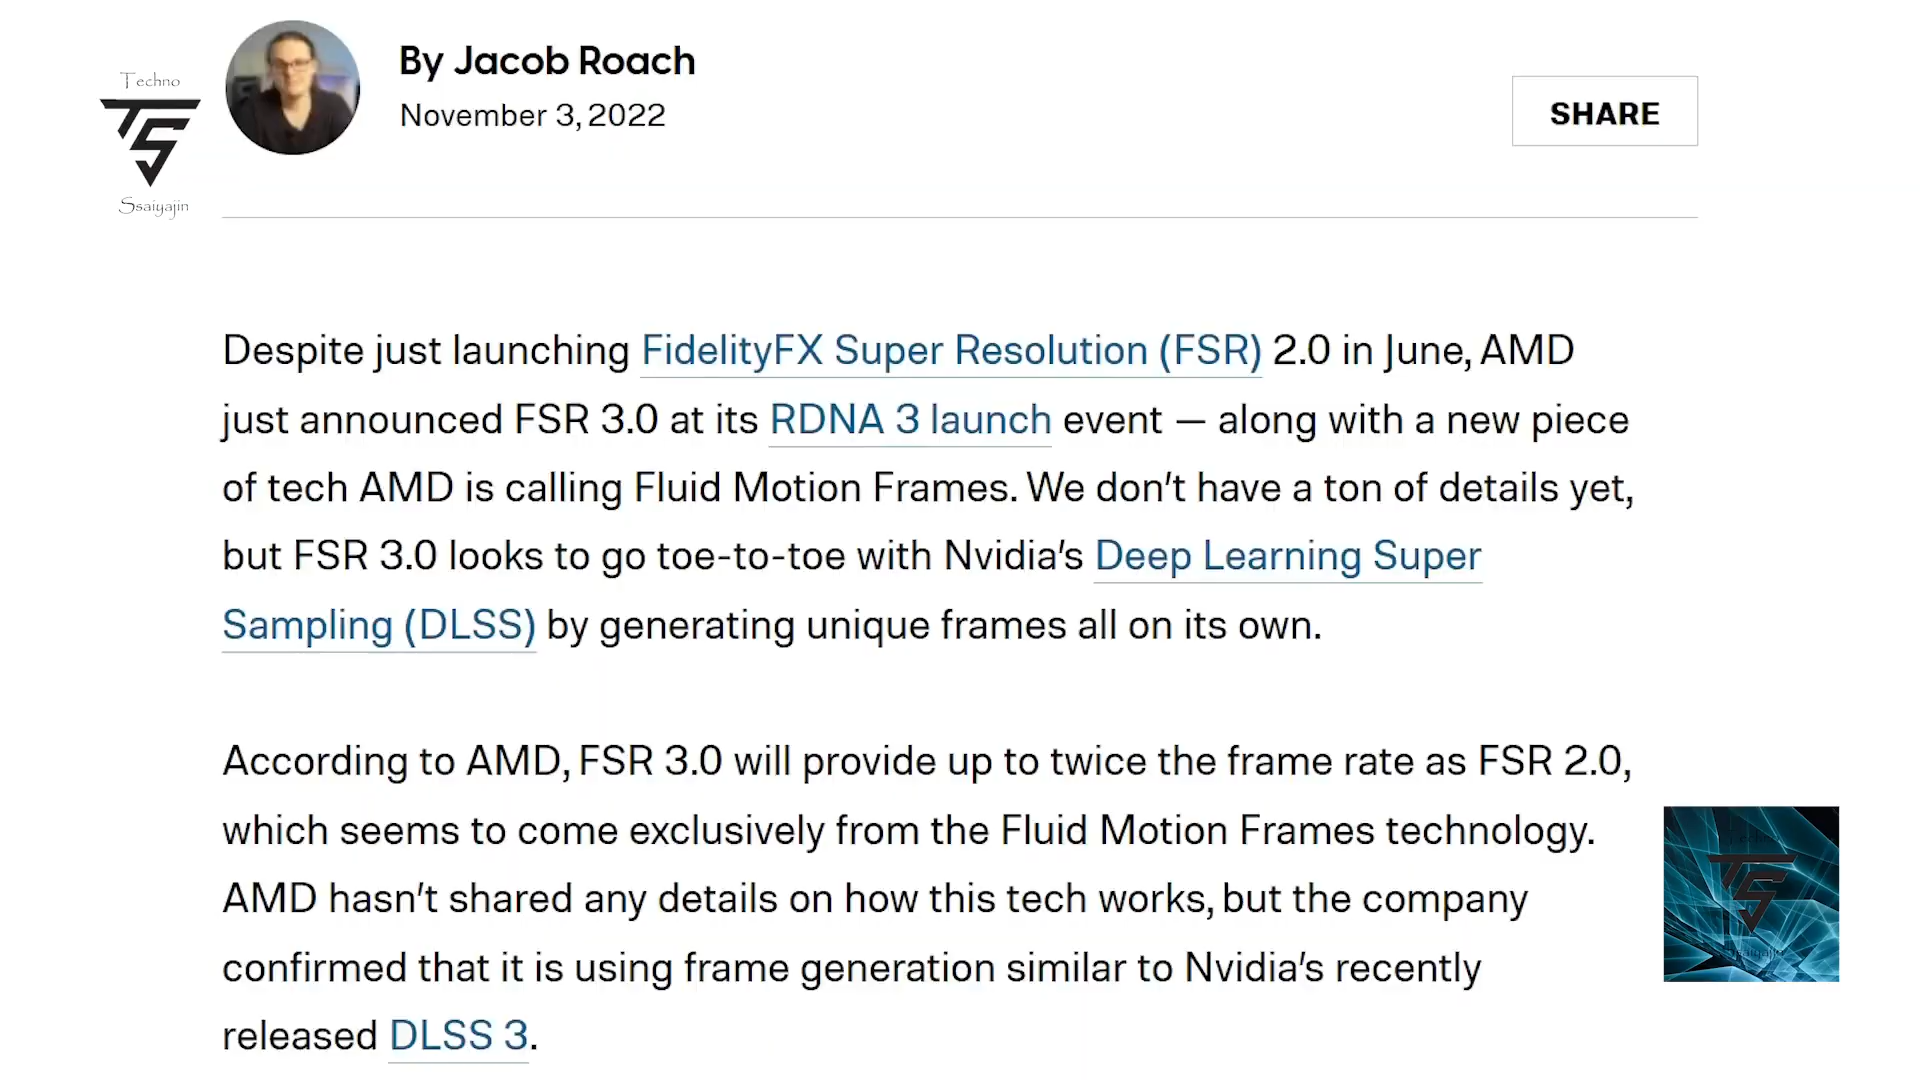 Techno
TS
Ssaiyajin
By Jacob Roach
November 3, 2022
SHARE
Despite just launching FidelityFX Super Resolution (FSR) 2.0 in June, AMD
just announced FSR 3.0 at its RDNA 3 launch event — along with a new piece
of tech AMD is calling Fluid Motion Frames. We don’t have a ton of details yet,
but FSR 3.0 looks to go toe-to-toe with Nvidia’s Deep Learning Super
Sampling (DLSS) by generating unique frames all on its own.
According to AMD, FSR 3.0 will provide up to twice the frame rate as FSR 2.0,
which seems to come exclusively from the Fluid Motion Frames technology.
AMD hasn’t shared any details on how this tech works, but the company
confirmed that it is using frame generation similar to Nvidia’s recently
released DLSS 3.
Techno
TS
Ssaiyajin